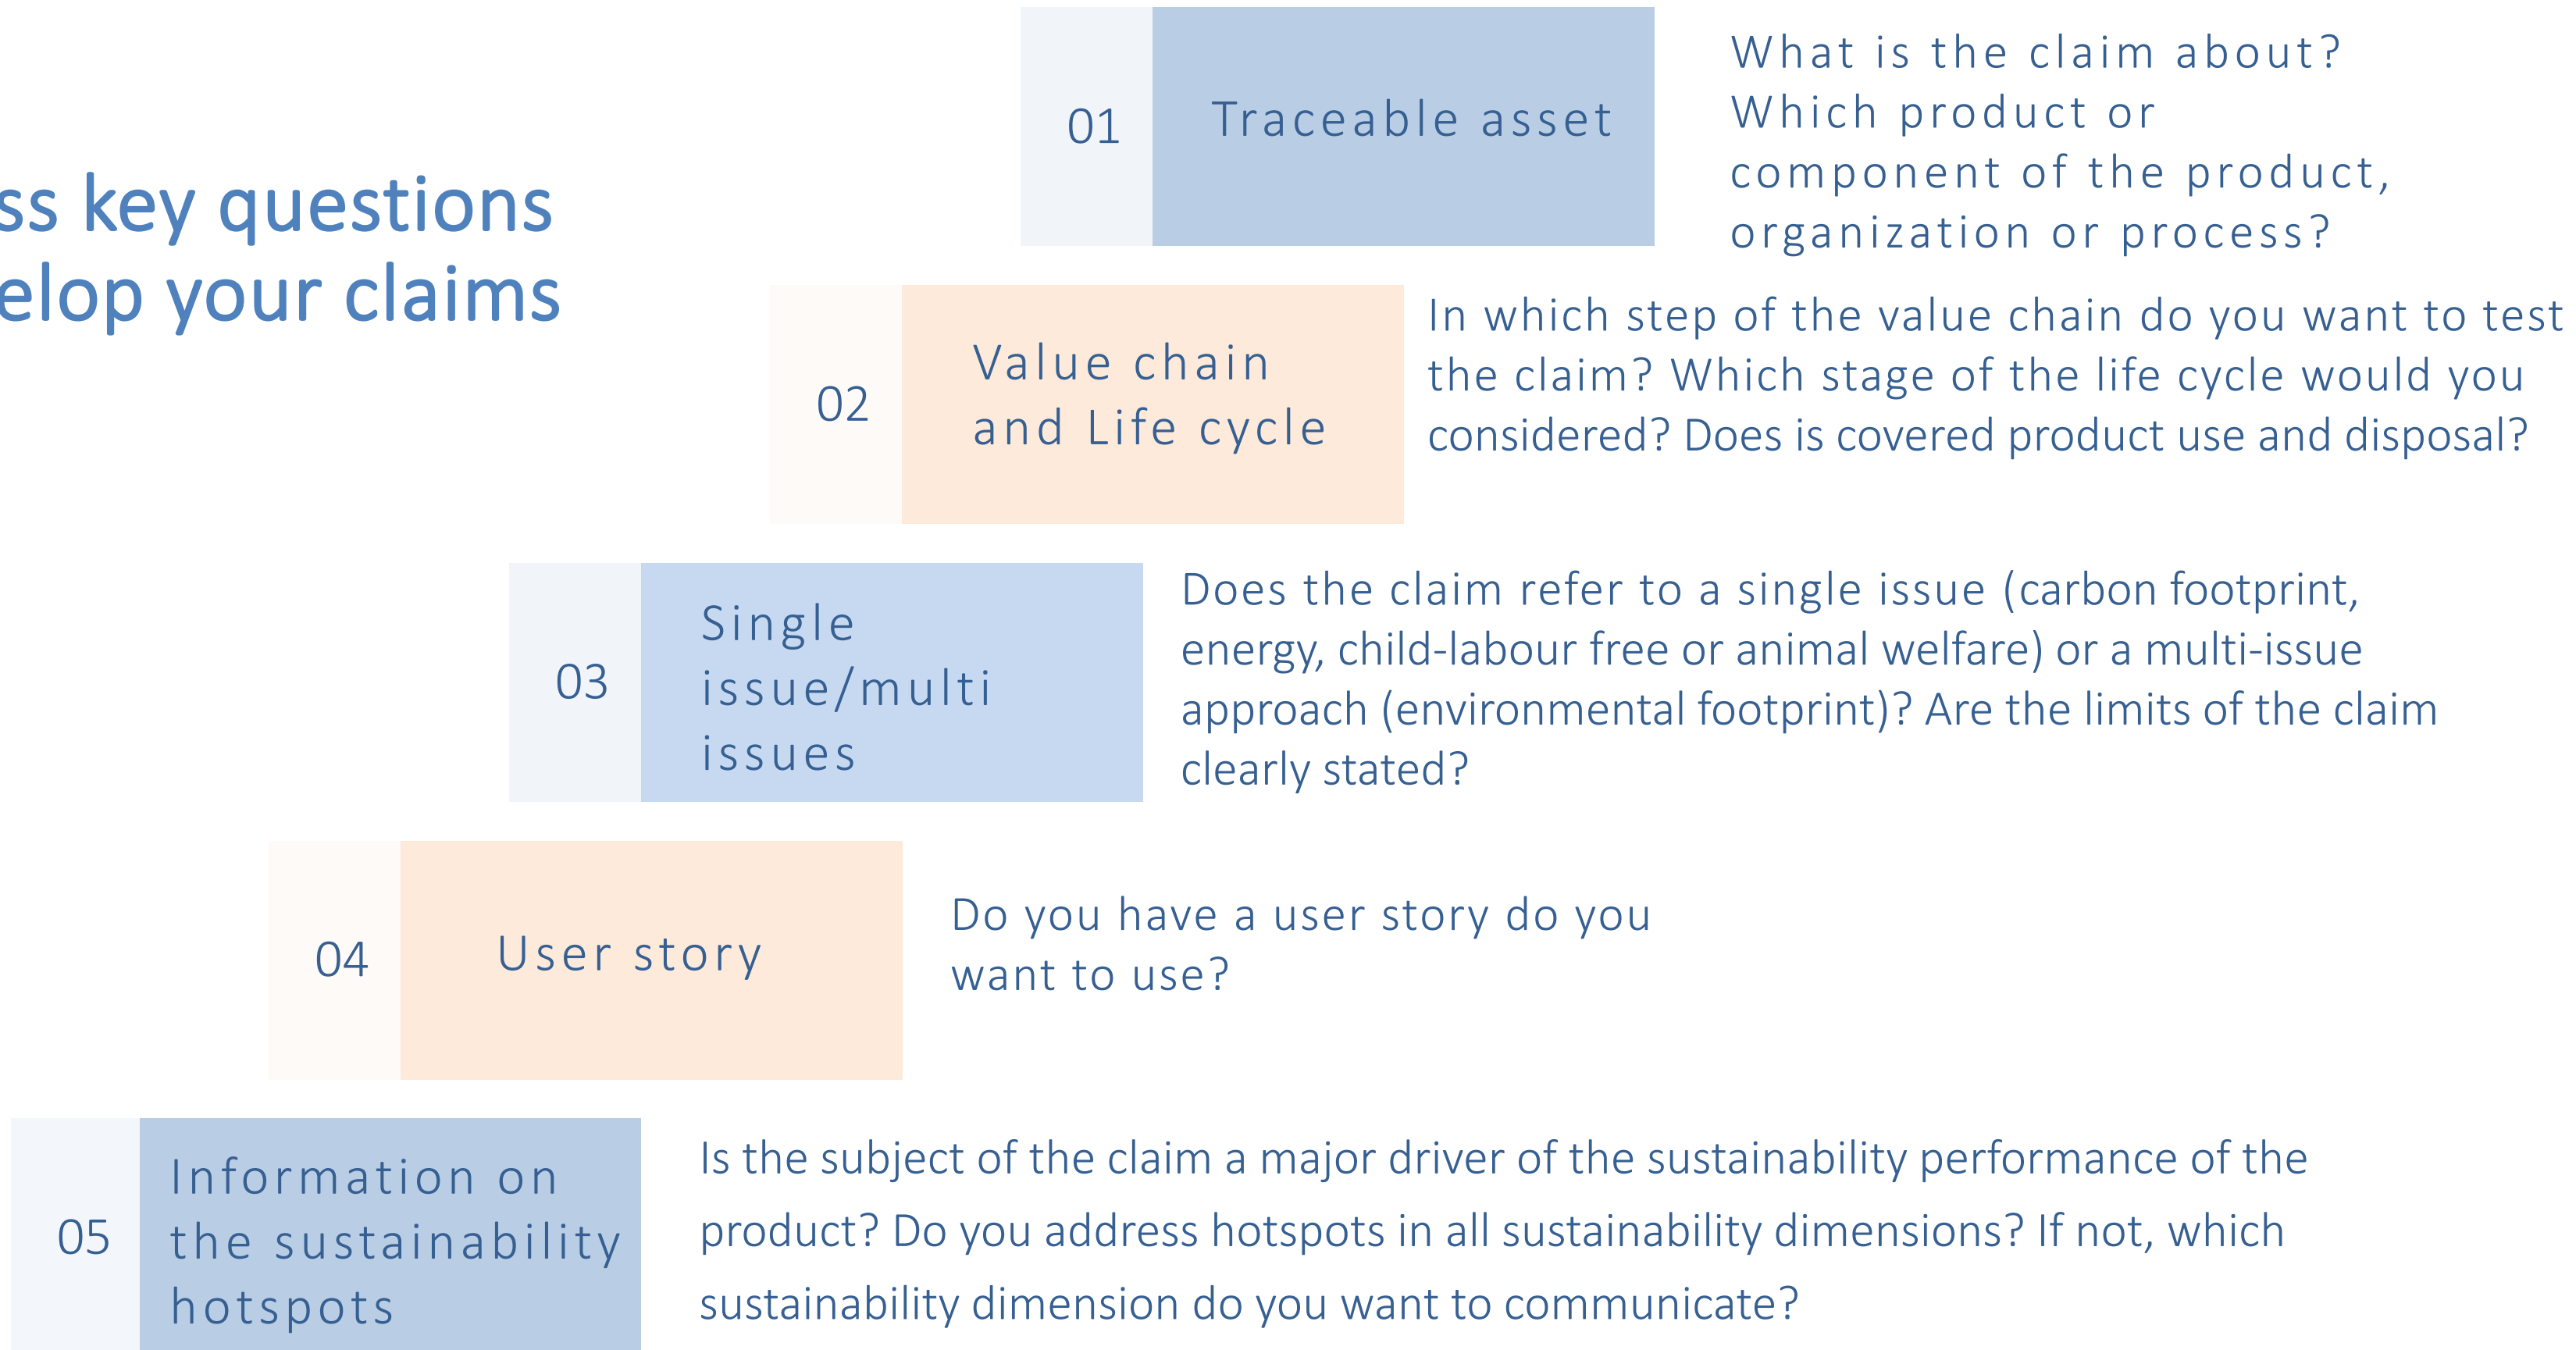 ss key questions
elop your claims
01
Traceable asset
What is the claim about?
Which product or
component of the product,
organization or process?
02
Value chain
and Life cycle
In which step of the value chain do you want to test
the claim? Which stage of the life cycle would you
considered? Does is covered product use and disposal?
03
Single
issue/multi
issues
Does the claim refer to a single issue (carbon footprint,
energy, child-labour free or animal welfare) or a multi-issue
approach (environmental footprint)? Are the limits of the claim
clearly stated?
04
User story
Do you have a user story do you
want to use?
05
Information on
the sustainability
hotspots
Is the subject of the claim a major driver of the sustainability performance of the
product? Do you address hotspots in all sustainability dimensions? If not, which
sustainability dimension do you want to communicate?